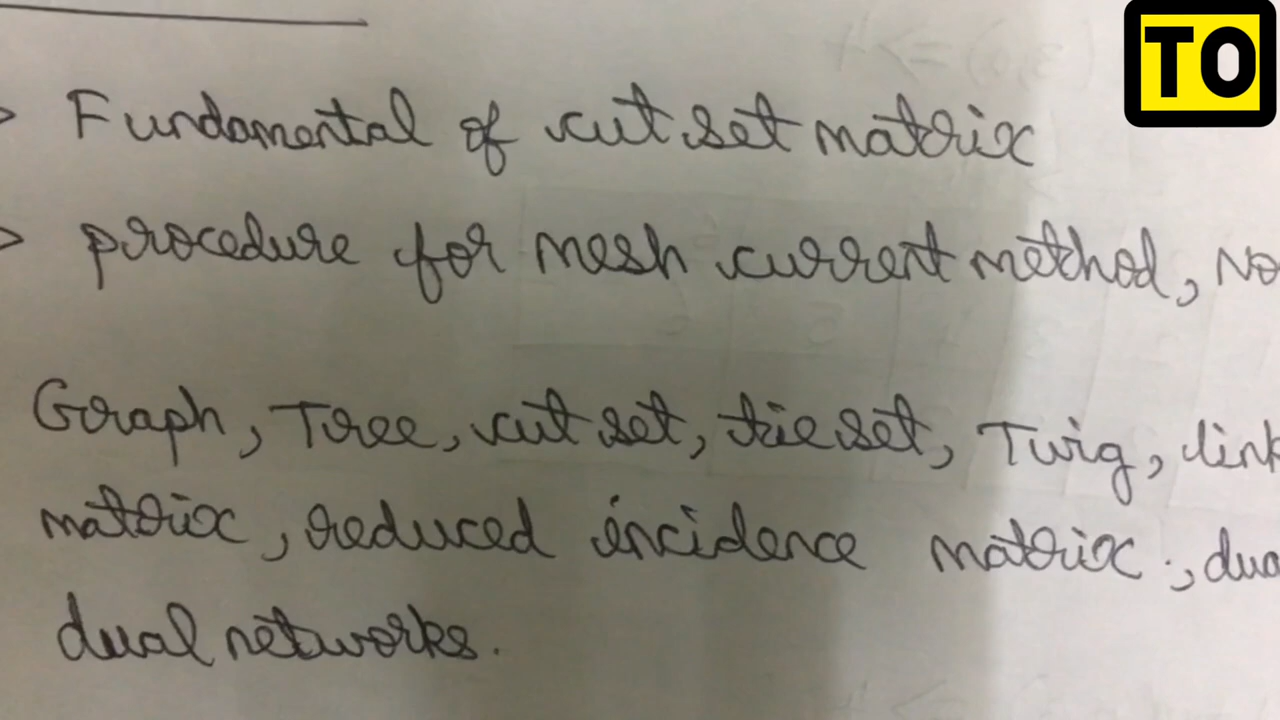 TO
> Fundamental of cut set matrix
> procedure for mesh current method, No
Graph, Tree, cut set, tie set, Twig, link
matrix, reduced incidence matrix., dua
dual networks.